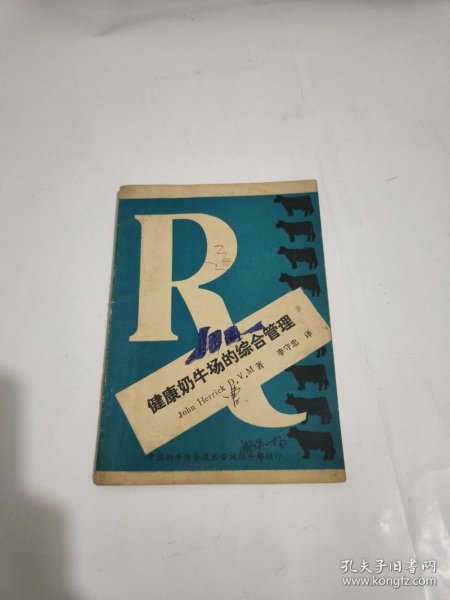 R
健康奶牛场的综合管理
John Herrick D.V.M 著 李守忠 译
中国奶牛协会技术咨询服务部组印
孔夫子旧书网
www.kongfz.com